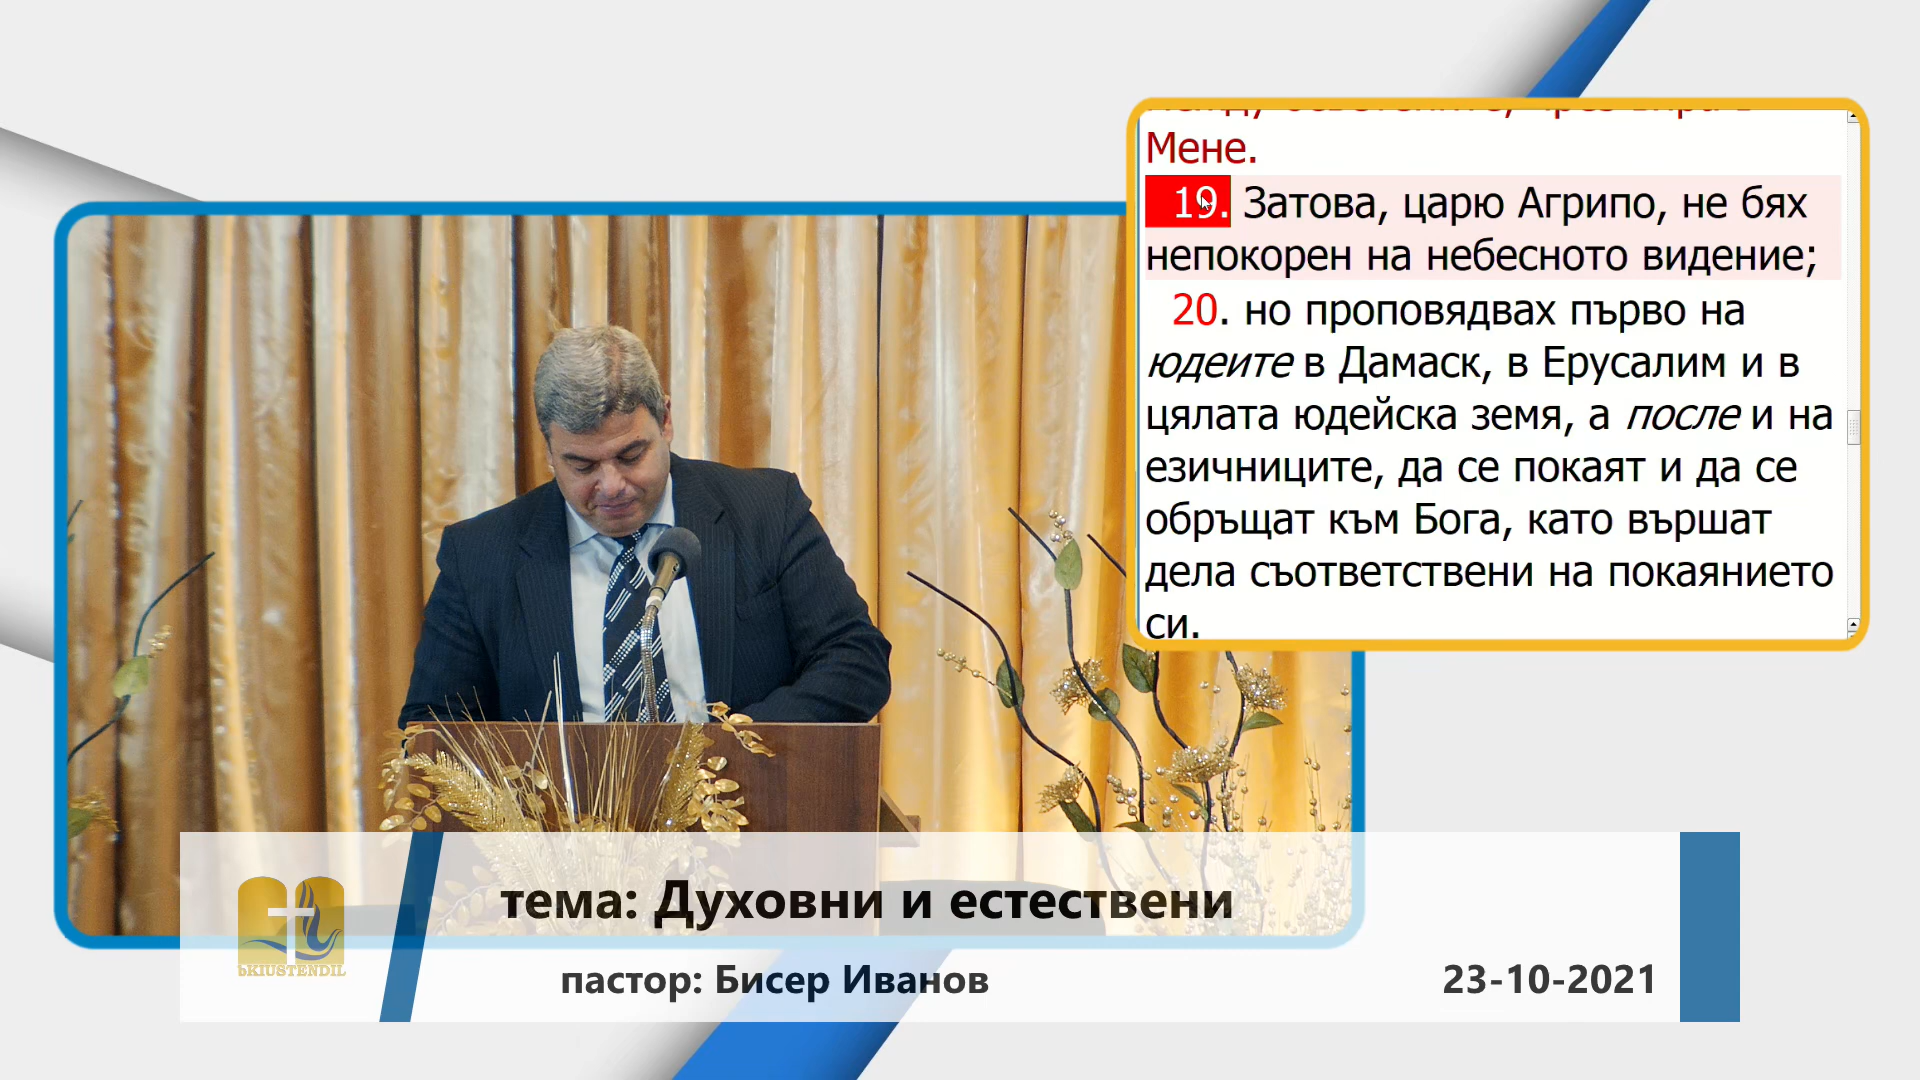 Мене.
19. Затова, царю Агрипо, не бях
непокорен на небесното видение;
20. но проповядвах първо на
юдеите в Дамаск, в Ерусалим и в
цялата юдейска земя, а после и на
езичниците, да се покаят и да се
обръщат към Бога, като вършат
дела съответствени на покаянието
си.
тема: Духовни и естествени
bKIUSTENDIL
пастор: Бисер Иванов
23-10-2021